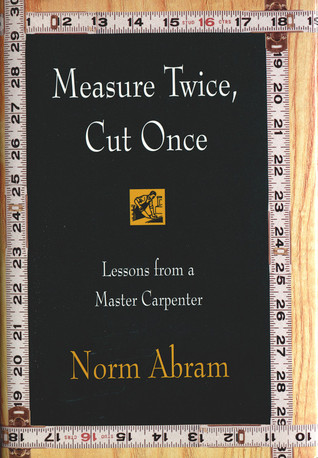 Measure Twice,
Cut Once
Lessons from a
Master Carpenter
Norm Abram